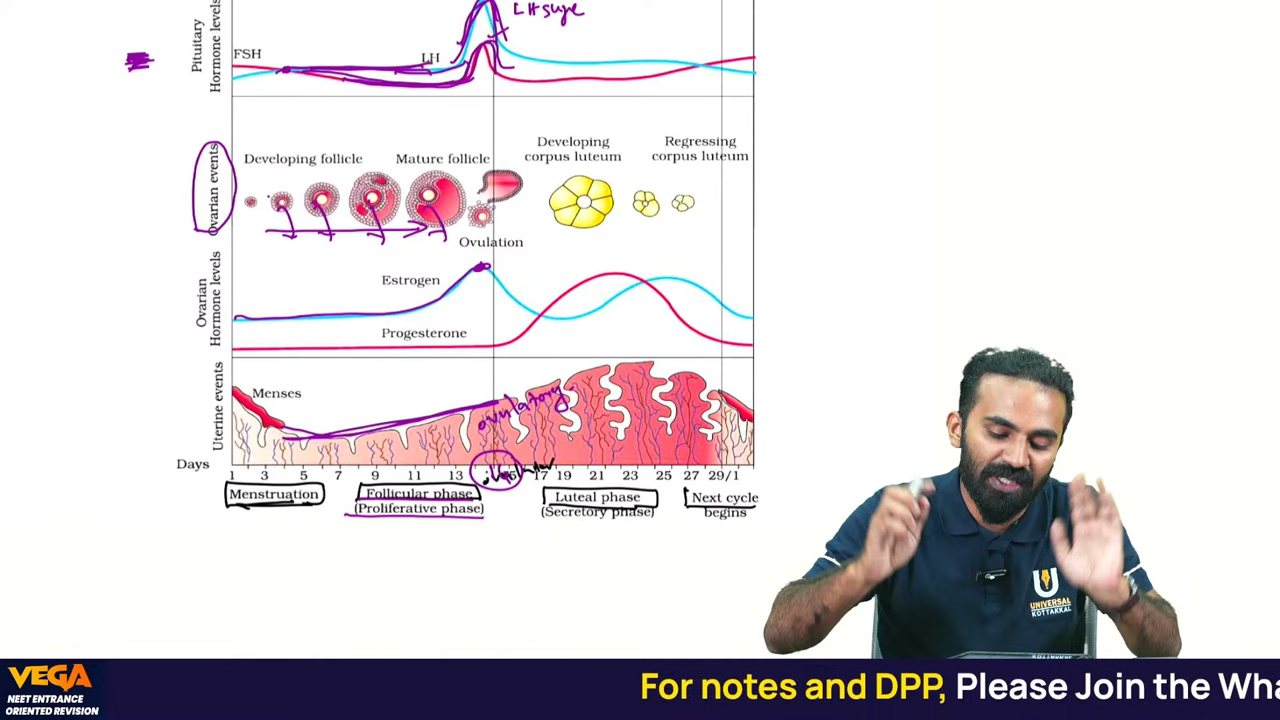 LH surge
Pituitary
Hormone levels
FSH
LH
Ovarian events
Developing follicle
Mature follicle
Developing
corpus luteum
Regressing
corpus luteum
Ovulation
Ovarian
Hormone levels
Estrogen
Progesterone
Uterine events
Menses
ovulatory
Days
1 3 5 7 9 11 13 17 19 21 23 25 27 29/1
Menstruation
Follicular phase
(Proliferative phase)
Luteal phase
(Secretory phase)
Next cycle
begins
U
UNIVERSAL
KOTTAKKAL
VEGA
NEET ENTRANCE
ORIENTED REVISION
For notes and DPP, Please Join the Wha